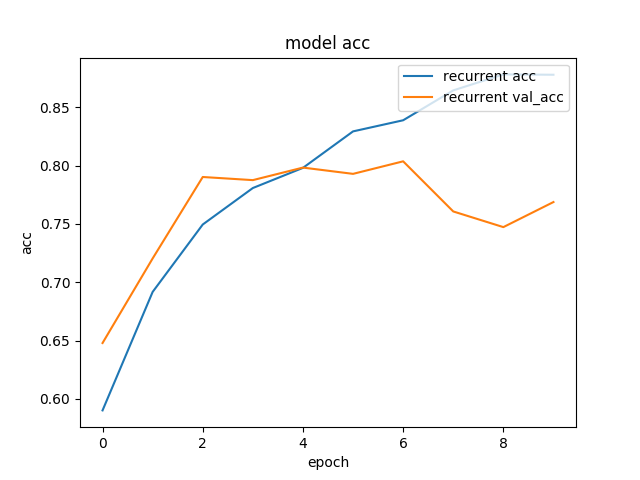 model acc
recurrent acc
recurrent val_acc
acc
0.85
0.80
0.75
0.70
0.65
0.60
0 2 4 6 8
epoch